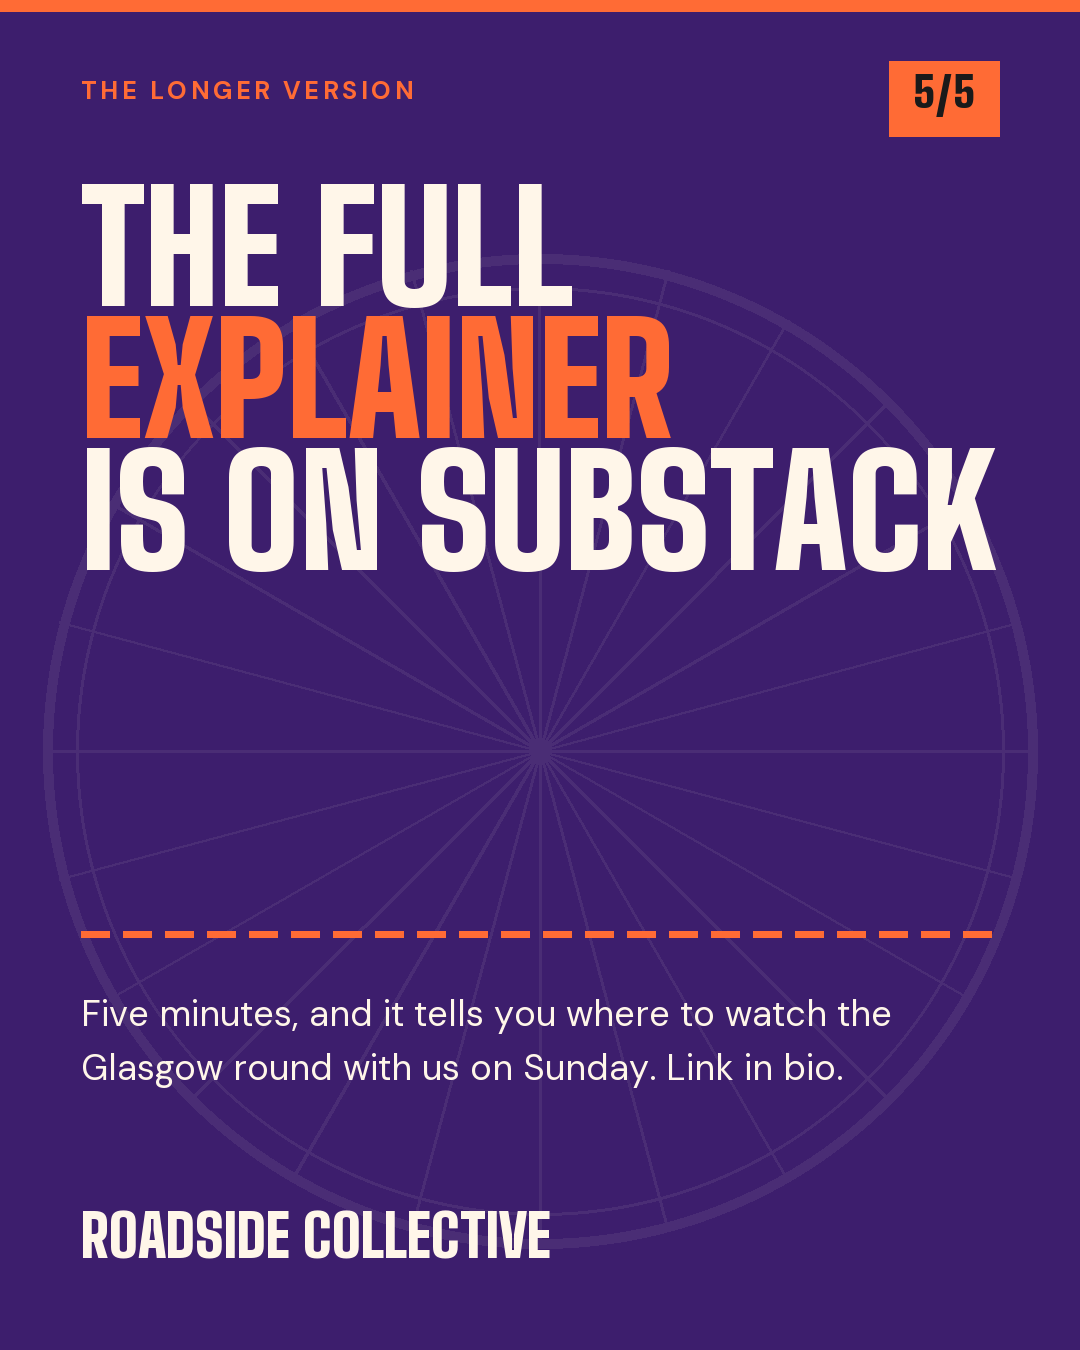 THE LONGER VERSION
5/5
THE FULL
EXPLAINER
IS ON SUBSTACK
Five minutes, and it tells you where to watch the
Glasgow round with us on Sunday. Link in bio.
ROADSIDE COLLECTIVE